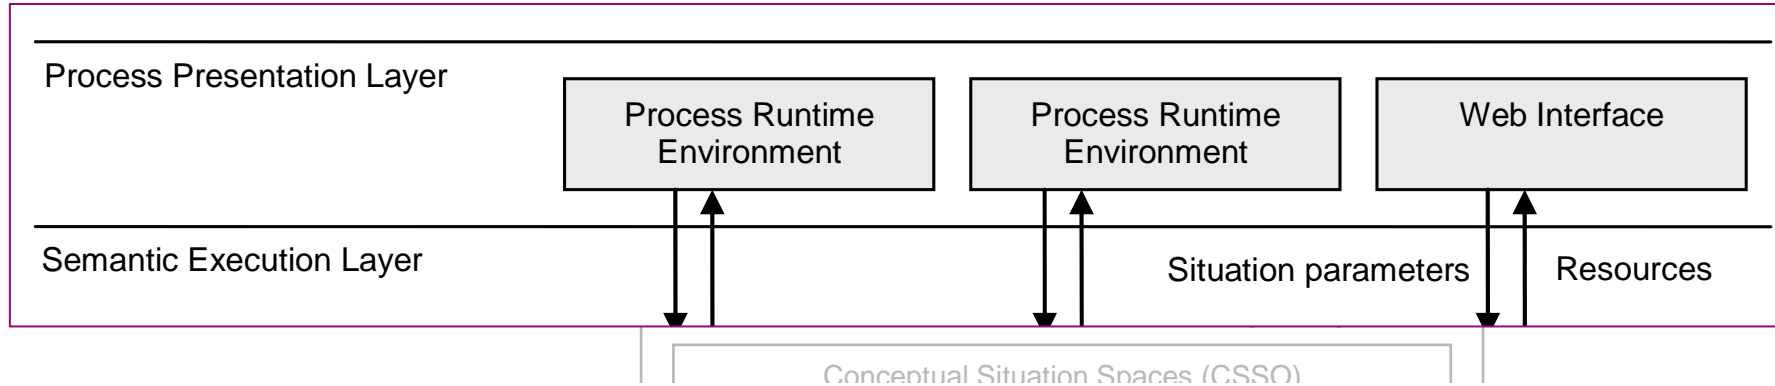 Process Presentation Layer
Process Runtime
Environment
Process Runtime
Environment
Web Interface
Semantic Execution Layer
Situation parameters
Resources
Conceptual Situation Spaces (CSSO)